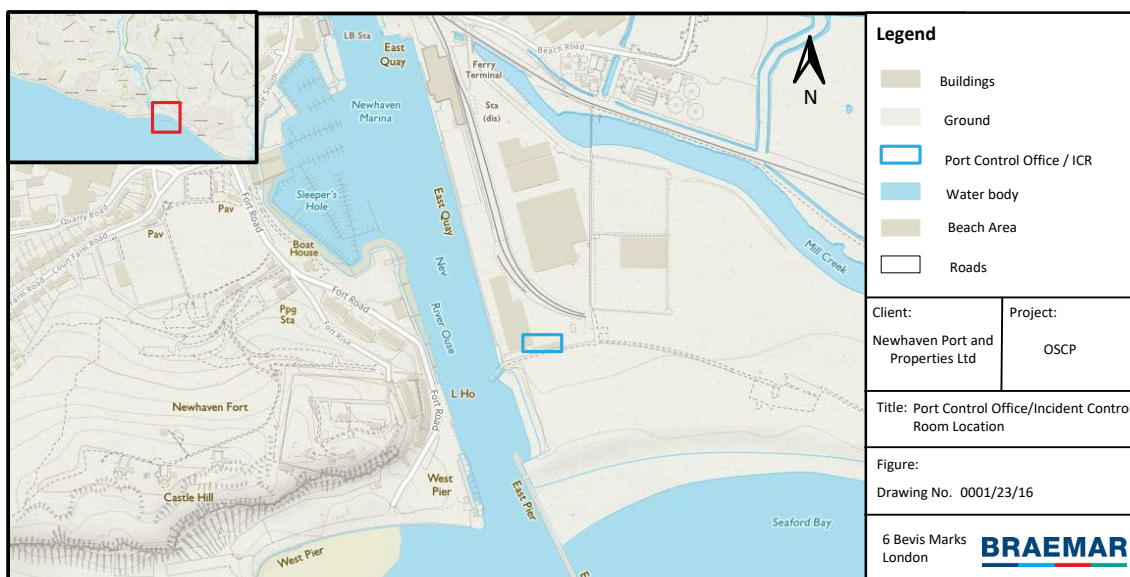 LB Sta
East
Quay
Ferry
Terminal
Beach Road
Sta
(dis)
N
Newhaven
Marina
Sleeper's
Hole
Quarry Road
Court Farm Road
Pav
Pav
Fort Road
Boat
House
East Quay
Nev
River Ouse
Mill Creek
Ppg
Sta
Fort Road
Fort Rise
Fort Road
L Ho
Newhaven Fort
Castle Hill
West
Pier
East Pier
West Pier
Seaford Bay
Legend
Buildings
Ground
Port Control Office / ICR
Water body
Beach Area
Roads
Client:
Newhaven Port and
Properties Ltd
Project:
OSCP
Title: Port Control Office/Incident Control
Room Location
Figure:
Drawing No. 0001/23/16
6 Bevis Marks
London
BRAEMAR